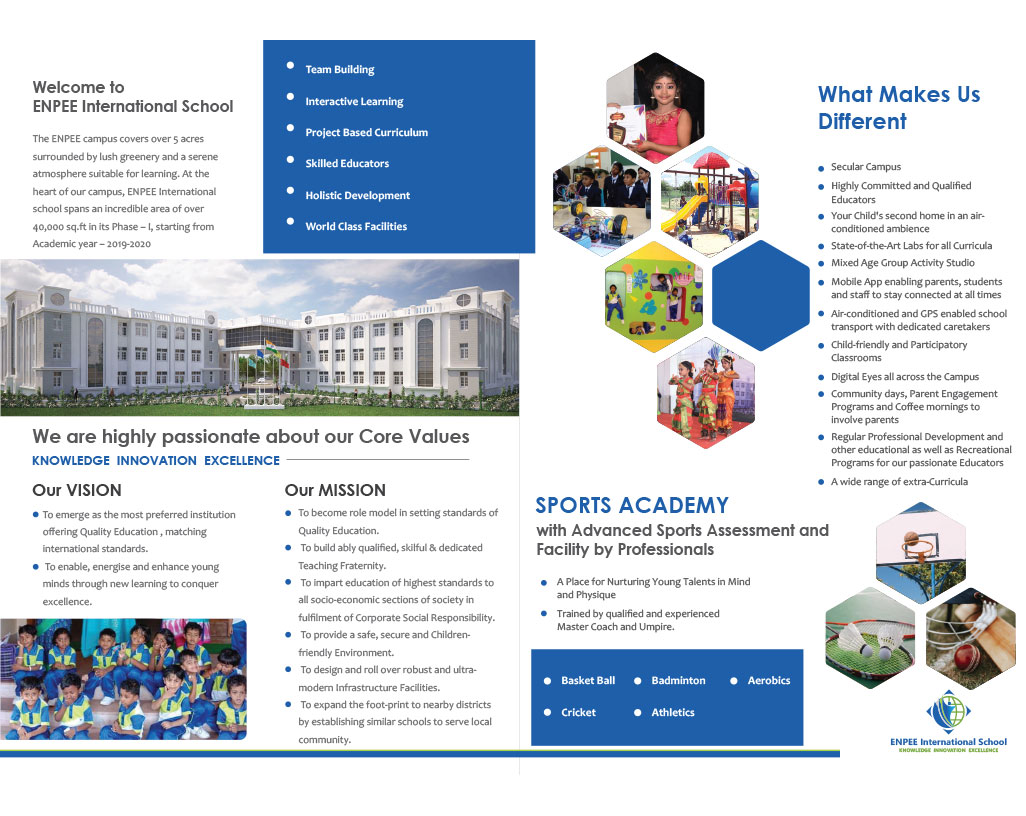 Welcome to
ENPEE International School
The ENPEE campus covers over 5 acres
surrounded by lush greenery and a serene
atmosphere suitable for learning. At the
heart of our campus, ENPEE International
school spans an incredible area of over
40,000 sq.ft in its Phase – I, starting from
Academic year – 2019-2020
Team Building
Interactive Learning
Project Based Curriculum
Skilled Educators
Holistic Development
World Class Facilities
We are highly passionate about our Core Values
KNOWLEDGE INNOVATION EXCELLENCE
Our VISION
To emerge as the most preferred institution
offering Quality Education , matching
international standards.
To enable, energise and enhance young
minds through new learning to conquer
excellence.
Our MISSION
To become role model in setting standards of
Quality Education.
To build ably qualified, skilful & dedicated
Teaching Fraternity.
To impart education of highest standards to
all socio-economic sections of society in
fulfilment of Corporate Social Responsibility.
To provide a safe, secure and Children-
friendly Environment.
To design and roll over robust and ultra-
modern Infrastructure Facilities.
To expand the foot-print to nearby districts
by establishing similar schools to serve local
community.
What Makes Us
Different
Secular Campus
Highly Committed and Qualified
Educators
Your Child's second home in an air-
conditioned ambience
State-of-the-Art Labs for all Curricula
Mixed Age Group Activity Studio
Mobile App enabling parents, students
and staff to stay connected at all times
Air-conditioned and GPS enabled school
transport with dedicated caretakers
Child-friendly and Participatory
Classrooms
Digital Eyes all across the Campus
Community days, Parent Engagement
Programs and Coffee mornings to
involve parents
Regular Professional Development and
other educational as well as Recreational
Programs for our passionate Educators
A wide range of extra-Curricula
SPORTS ACADEMY
with Advanced Sports Assessment and
Facility by Professionals
A Place for Nurturing Young Talents in Mind
and Physique
Trained by qualified and experienced
Master Coach and Umpire.
Basket Ball
Badminton
Aerobics
Cricket
Athletics
ENPEE International School
KNOWLEDGE INNOVATION EXCELLENCE